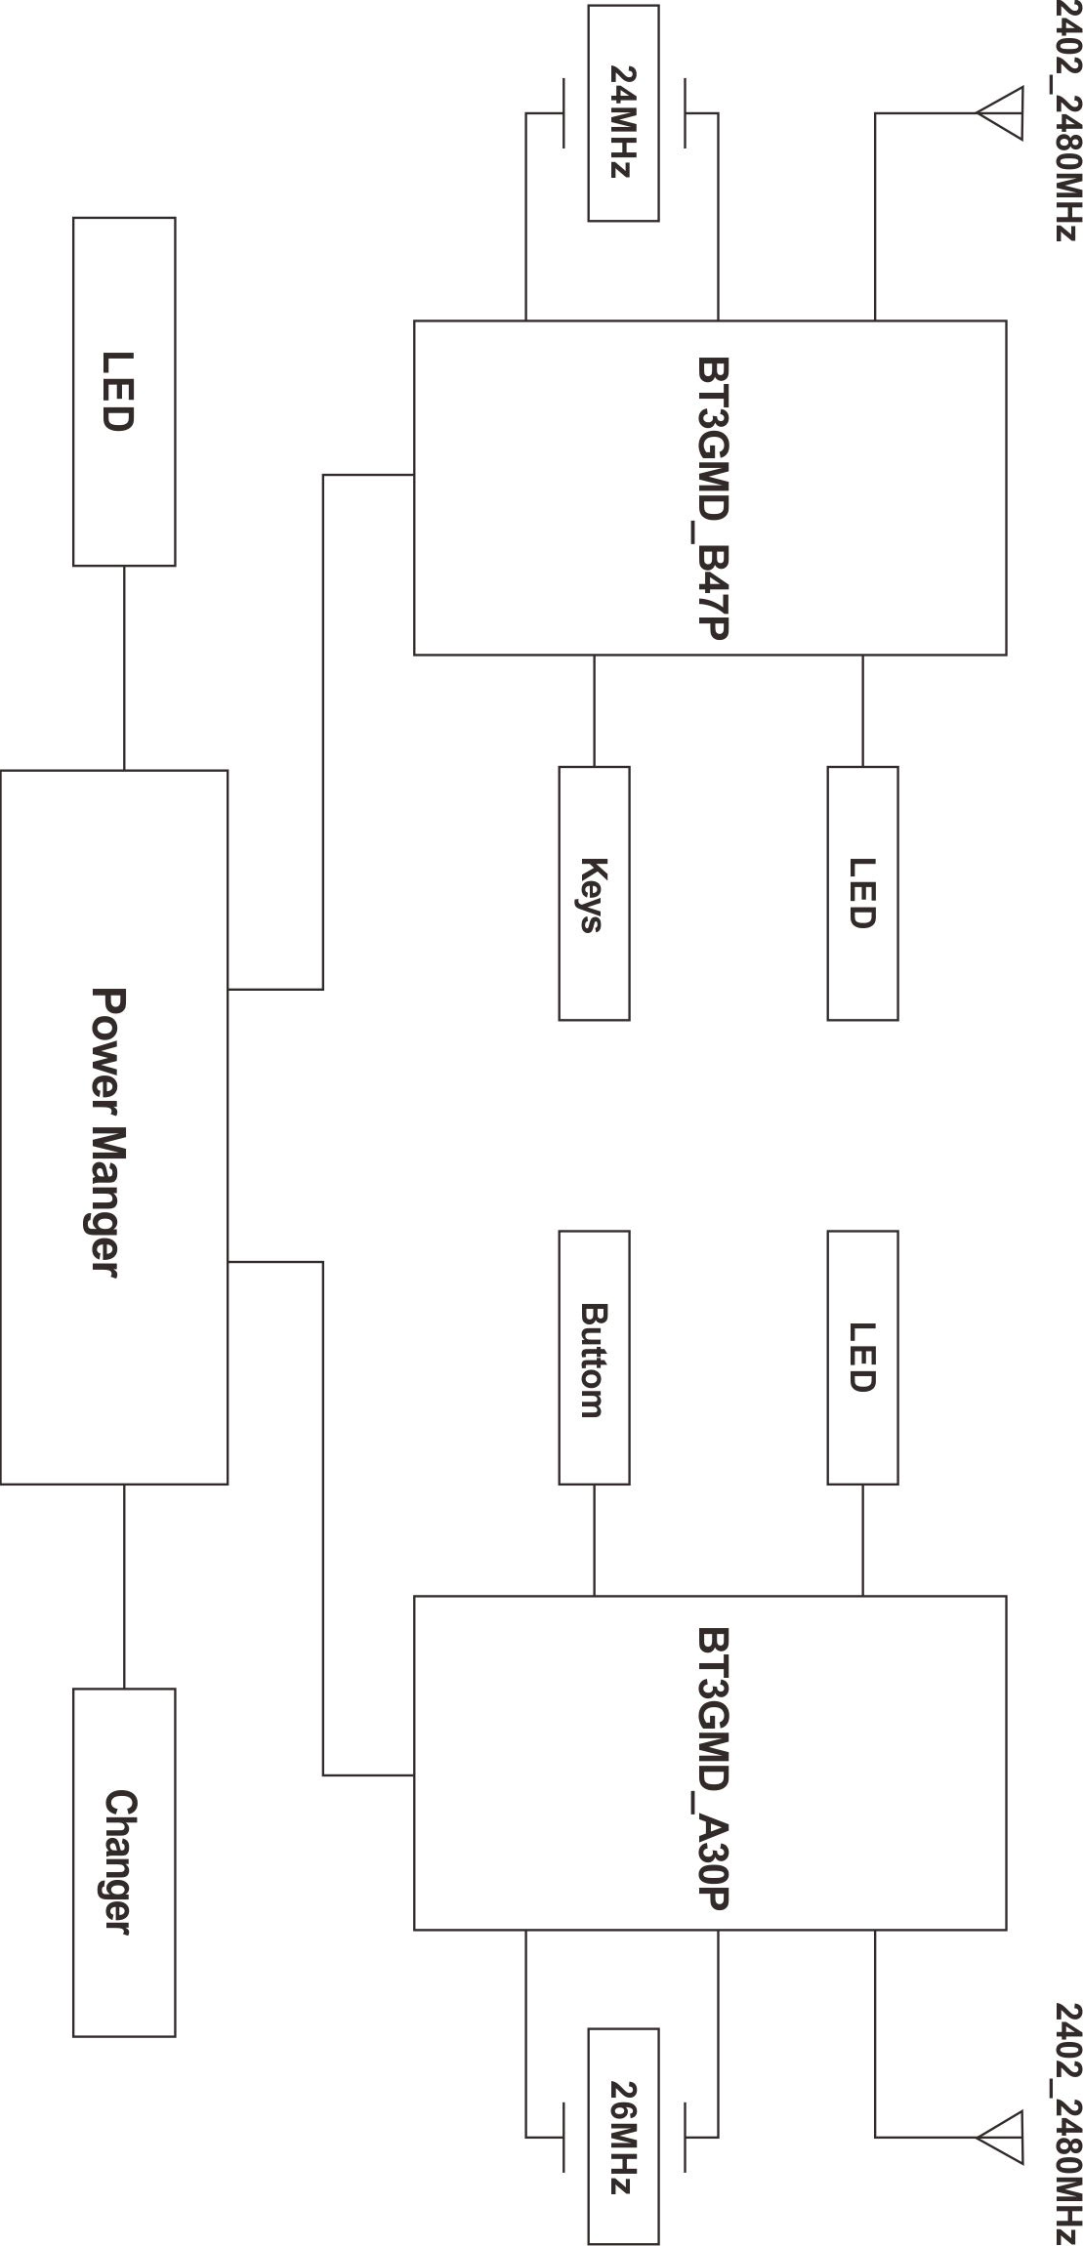 2402_2480MHz
2402_2480MHz
24MHz
BT3GMD_B47P
LED
LED
BT3GMD_A30P
26MHz
Keys
Buttom
LED
Power Manger
Changer